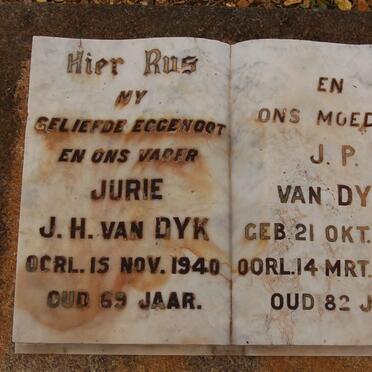 Hier Rus
MY
GELIEFDE EGGENOOT
EN ONS VADER
JURIE
J. H. VAN DYK
OORL. 15 NOV. 1940
OUD 69 JAAR.
EN
ONS MOED
J. P.
VAN DY
GEB 21 OKT.
OORL. 14 MRT.
OUD 82 J